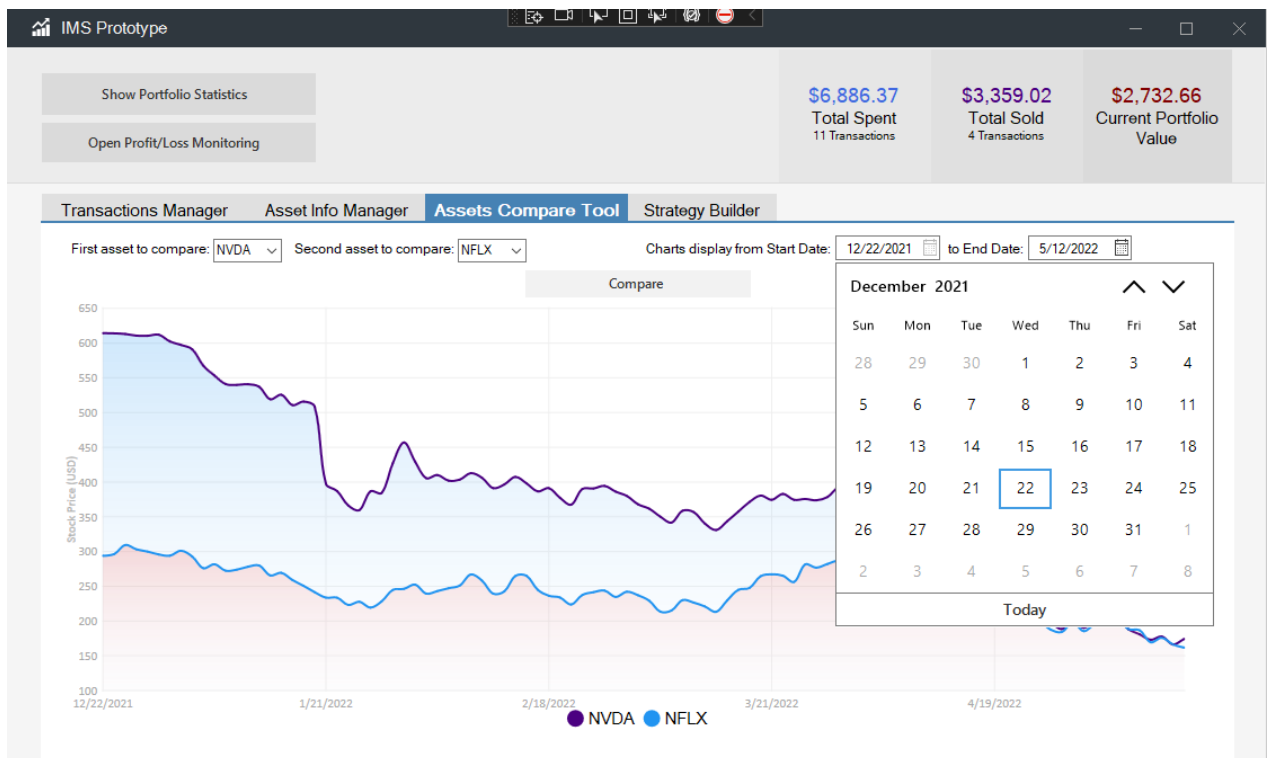 IMS Prototype
Show Portfolio Statistics
Open Profit/Loss Monitoring
$6,886.37
Total Spent
11 Transactions
$3,359.02
Total Sold
4 Transactions
$2,732.66
Current Portfolio
Value
Transactions Manager Asset Info Manager Assets Compare Tool Strategy Builder
First asset to compare: NVDA Second asset to compare: NFLX Charts display from Start Date: 12/22/2021 to End Date: 5/12/2022
Compare
December 2021
Sun Mon Tue Wed Thu Fri Sat
28 29 30 1 2 3 4
5 6 7 8 9 10 11
12 13 14 15 16 17 18
19 20 21 22 23 24 25
26 27 28 29 30 31 1
2 3 4 5 6 7 8
Today
Stock Price (USD)
650
600
550
500
450
400
350
300
250
200
150
100
12/22/2021 1/21/2022 2/18/2022 3/21/2022 4/19/2022
NVDA NFLX